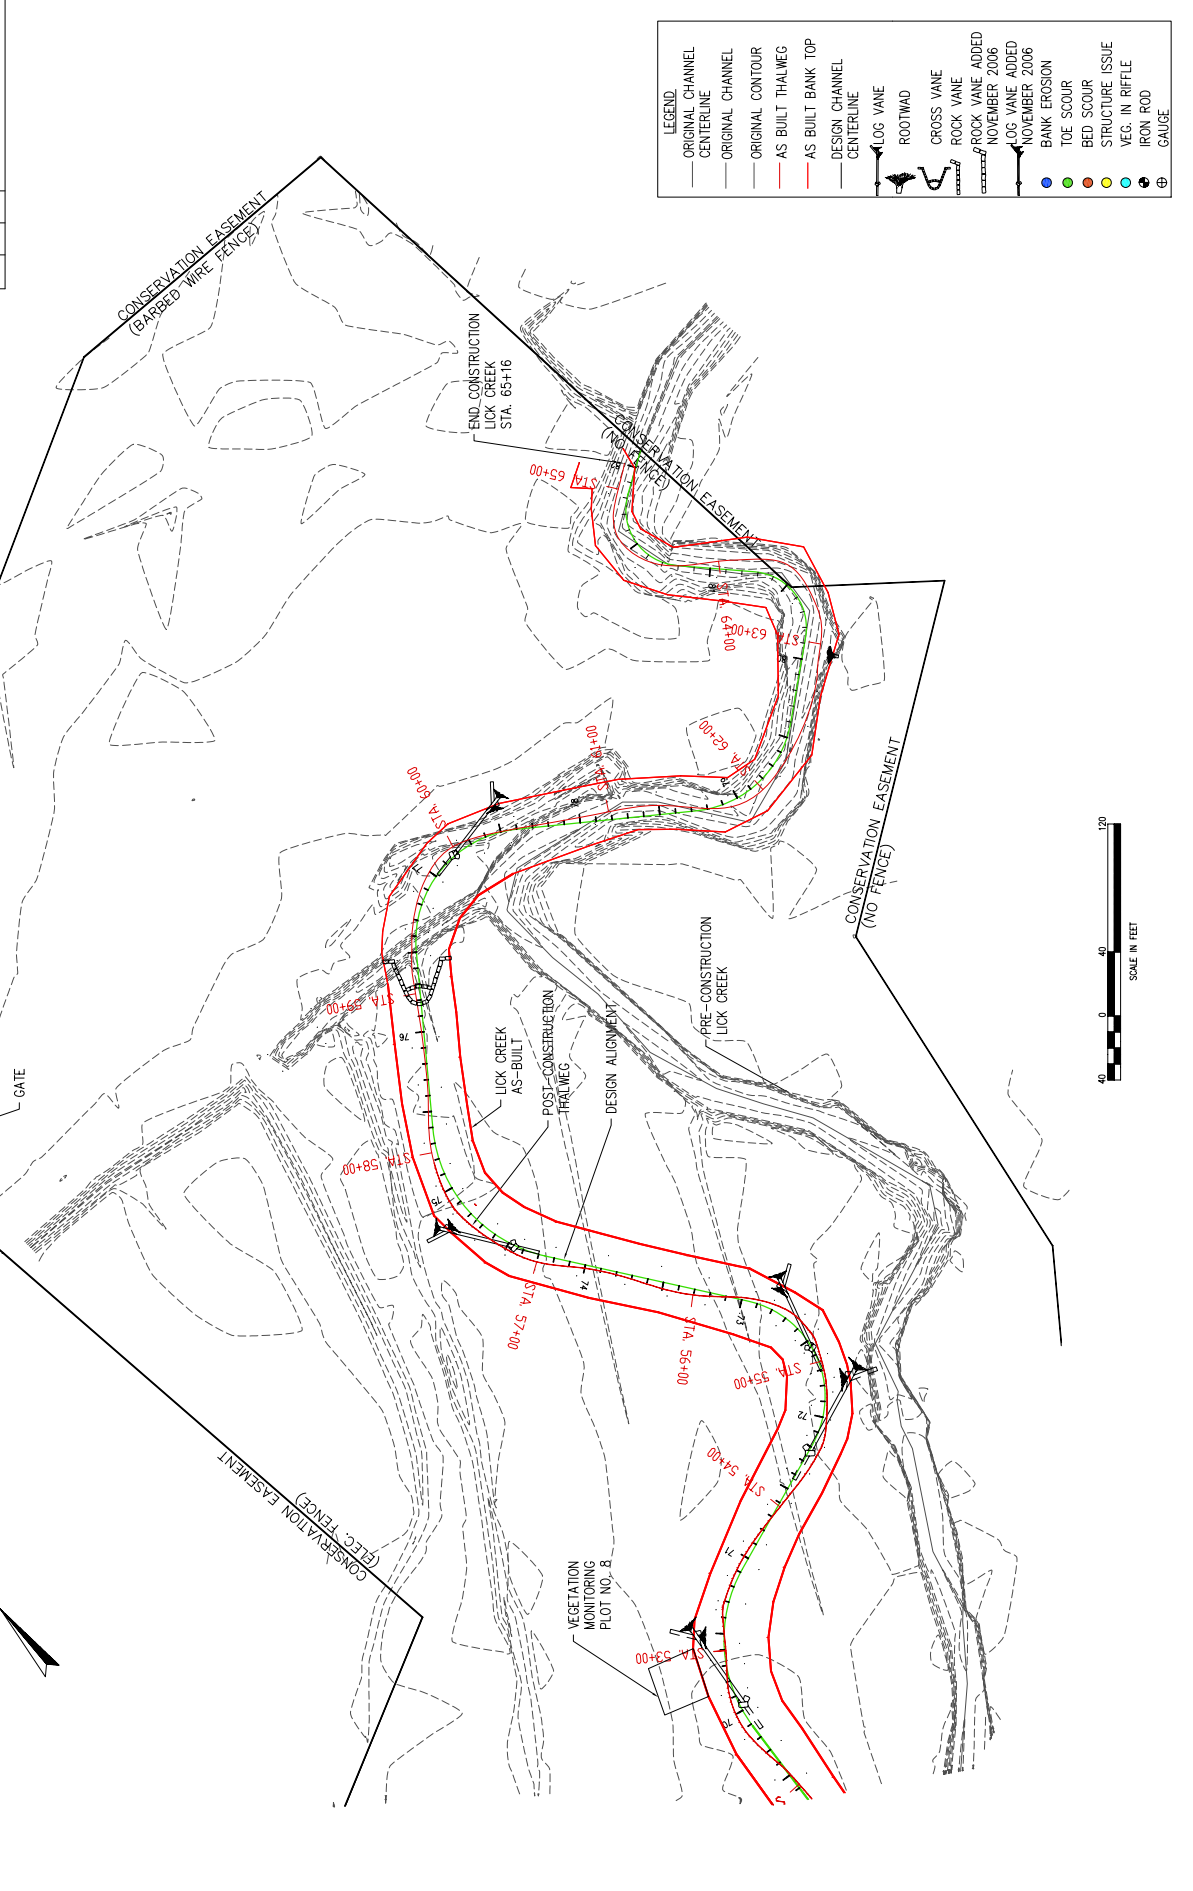 LEGEND
ORIGINAL CHANNEL
CENTERLINE
ORIGINAL CHANNEL
ORIGINAL CONTOUR
AS BUILT THALWEG
AS BUILT BANK TOP
DESIGN CHANNEL
CENTERLINE
LOG VANE
ROOTWAD
CROSS VANE
ROCK VANE
ROCK VANE ADDED
NOVEMBER 2006
LOG VANE ADDED
NOVEMBER 2006
BANK EROSION
TOE SCOUR
BED SCOUR
STRUCTURE ISSUE
VEG. IN RIFFLE
IRON ROD
GAUGE
CONSERVATION EASEMENT
(BARBED WIRE FENCE)
END CONSTRUCTION
LICK CREEK
STA. 65+16
CONSERVATION EASEMENT
(NO FENCE)
STA. 65+00
STA. 64+00
STA. 63+00
STA. 62+00
STA. 61+00
STA. 60+00
STA. 59+00
STA. 58+00
STA. 57+00
STA. 56+00
STA. 55+00
STA. 54+00
STA. 53+00
76
75
74
73
72
71
70
CONSERVATION EASEMENT
(NO FENCE)
PRE-CONSTRUCTION
LICK CREEK
LICK CREEK
AS-BUILT
POST-CONSTRUCTION
THALWEG
DESIGN ALIGNMENT
GATE
CONSERVATION EASEMENT
(ELEC. FENCE)
VEGETATION
MONITORING
PLOT NO. 8
40 0 40 120
SCALE IN FEET